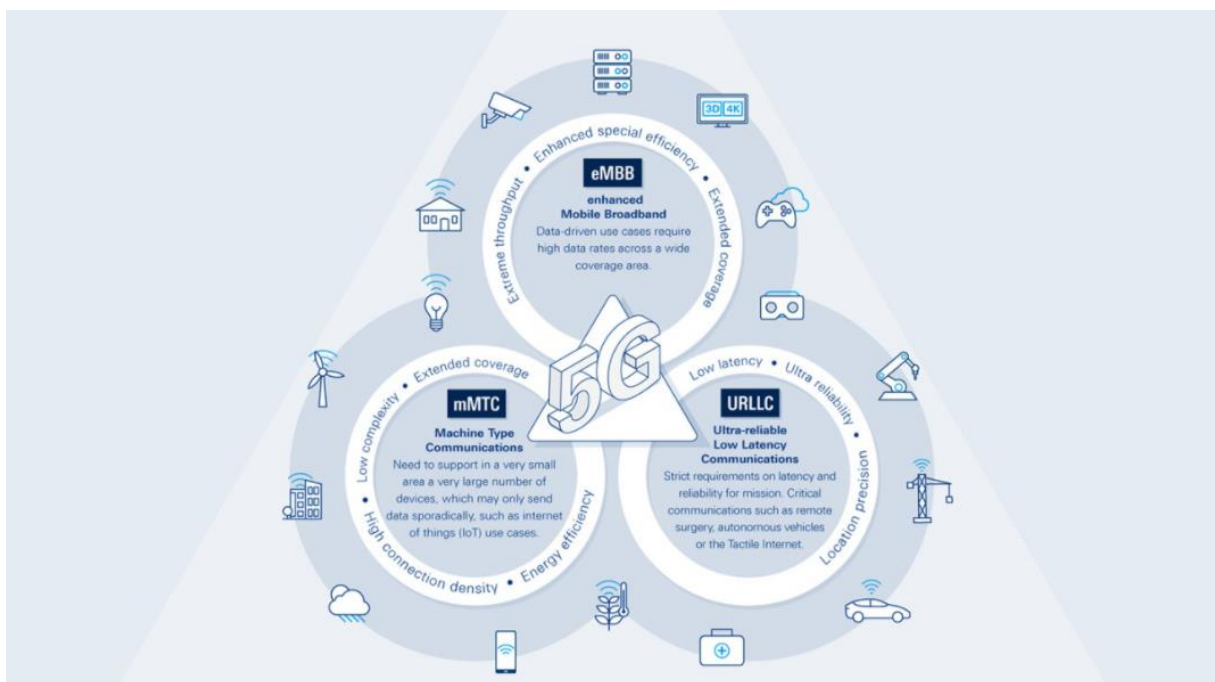 3D 4K
Extreme throughput • Enhanced special efficiency • Extended coverage
eMBB
enhanced
Mobile Broadband
Data-driven use cases require
high data rates across a wide
coverage area.
5G
High connection density • Low complexity • Extended coverage
mMTC
Machine Type
Communications
Need to support in a very small
area a very large number of
devices, which may only send
data sporadically, such as internet
of things (IoT) use cases.
• Energy efficiency
Low latency • Ultra reliability • Location precision
URLLC
Ultra-reliable
Low Latency
Communications
Strict requirements on latency and
reliability for mission. Critical
communications such as remote
surgery, autonomous vehicles
or the Tactile Internet.